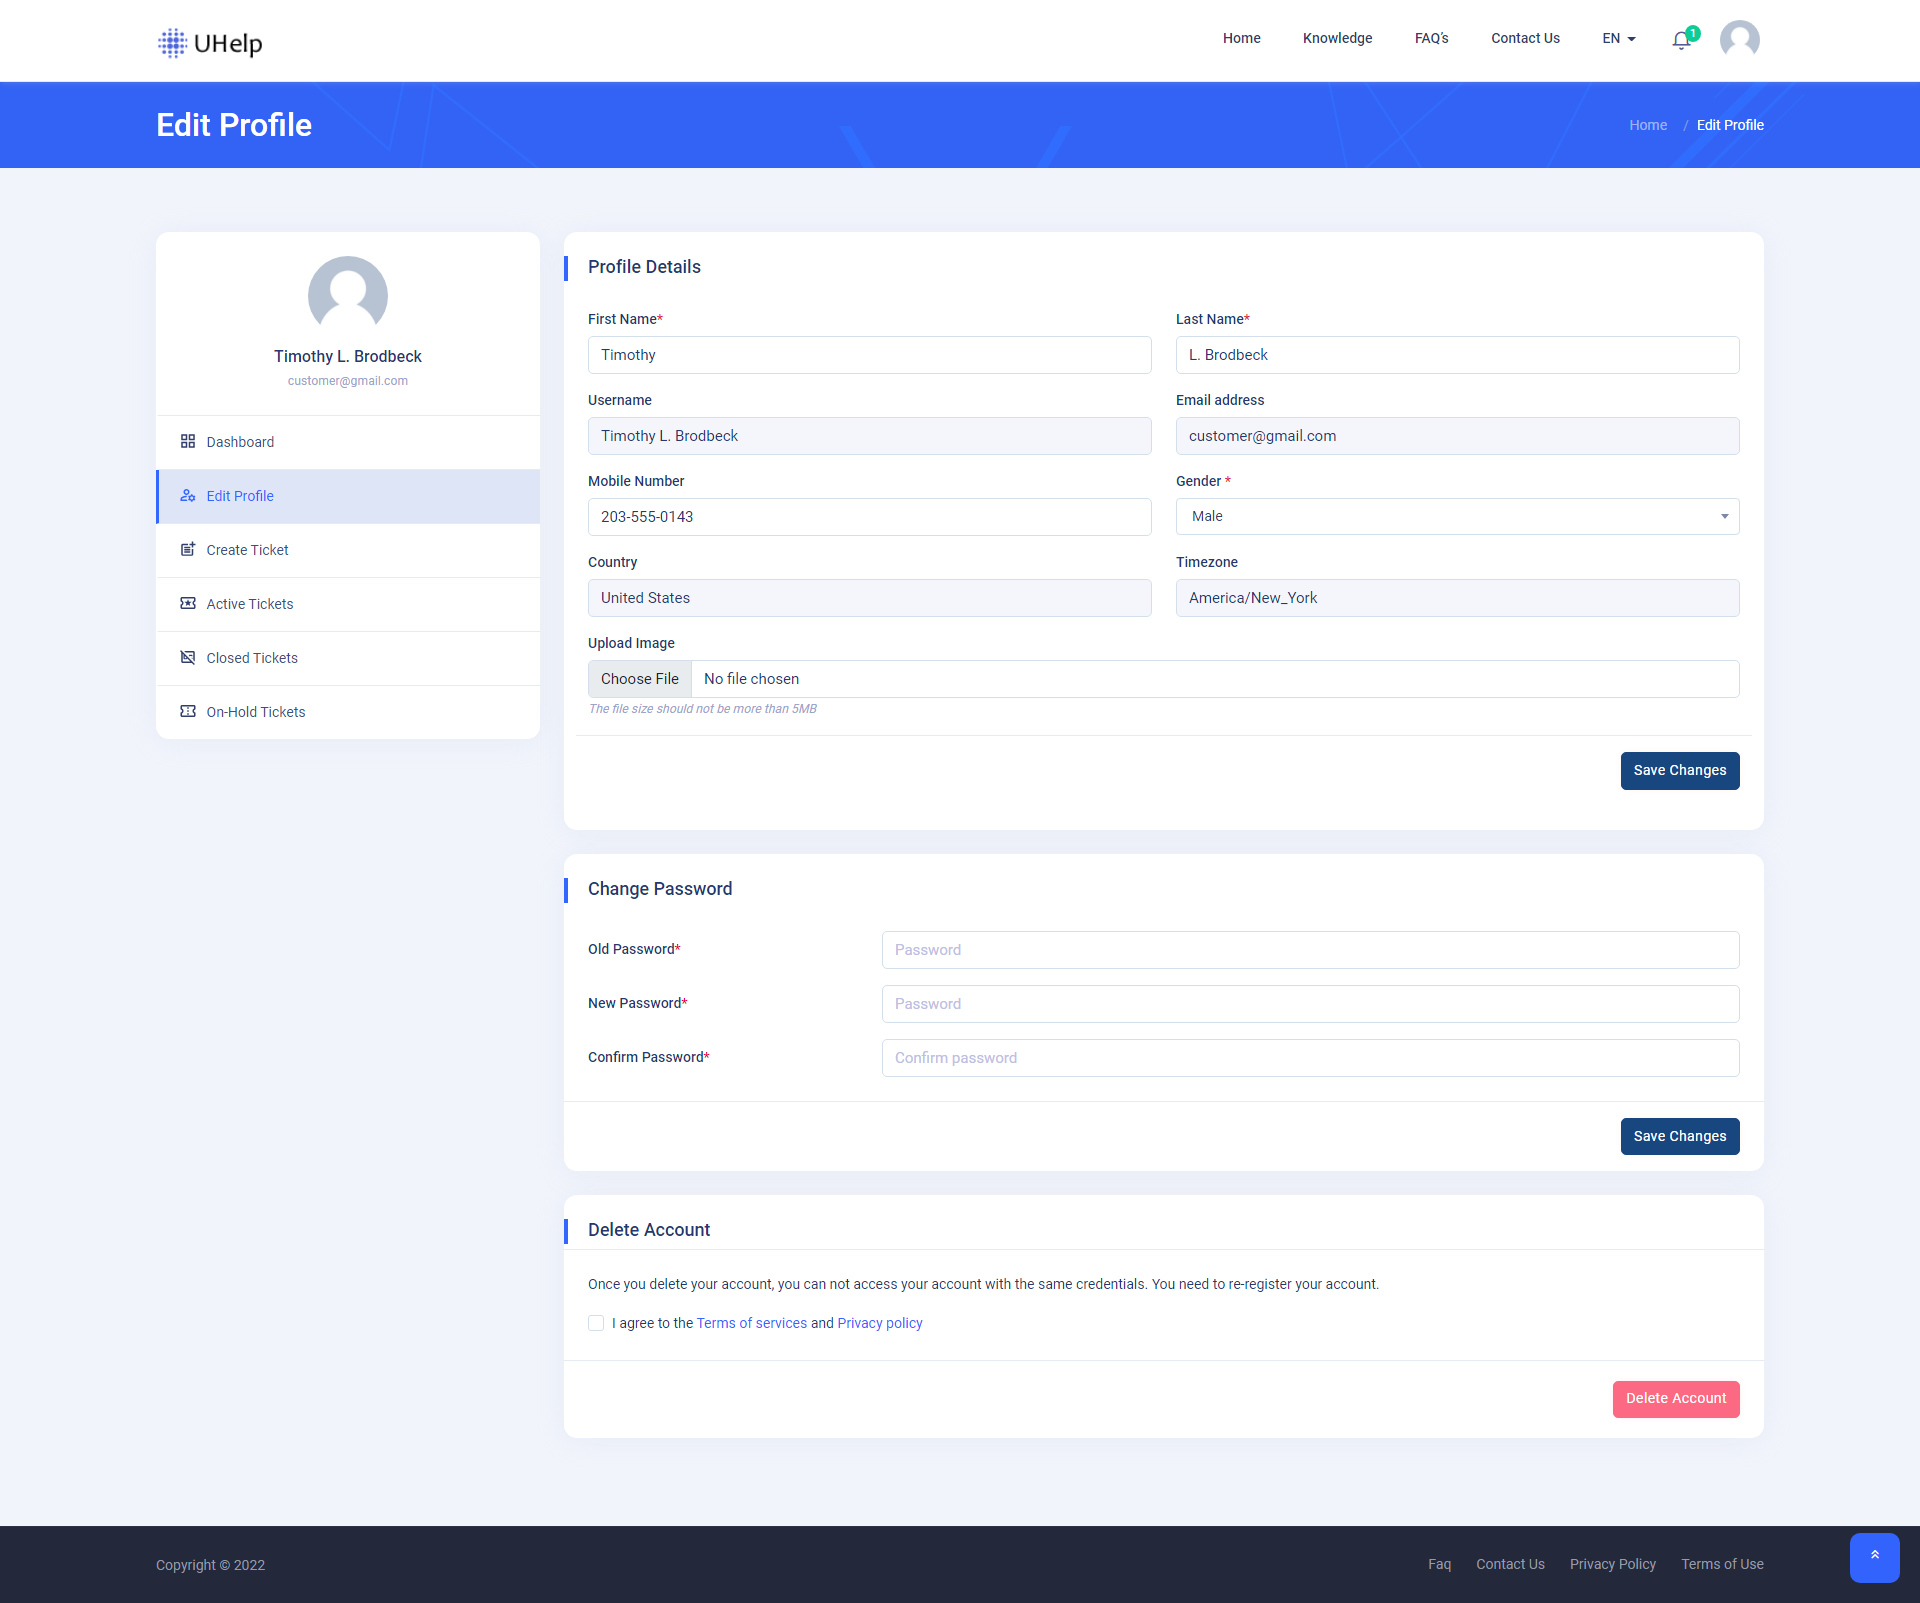 UHelp
Home Knowledge FAQ's Contact Us EN 1
Edit Profile
Home / Edit Profile
Timothy L. Brodbeck
customer@gmail.com
Dashboard
Edit Profile
Create Ticket
Active Tickets
Closed Tickets
On-Hold Tickets
Profile Details
First Name* Last Name*
Timothy L. Brodbeck
Username Email address
Timothy L. Brodbeck customer@gmail.com
Mobile Number Gender *
203-555-0143 Male
Country Timezone
United States America/New_York
Upload Image
Choose File No file chosen
The file size should not be more than 5MB
Save Changes
Change Password
Old Password* Password
New Password* Password
Confirm Password* Confirm password
Save Changes
Delete Account
Once you delete your account, you can not access your account with the same credentials. You need to re-register your account.
I agree to the Terms of services and Privacy policy
Delete Account
Copyright © 2022
Faq Contact Us Privacy Policy Terms of Use